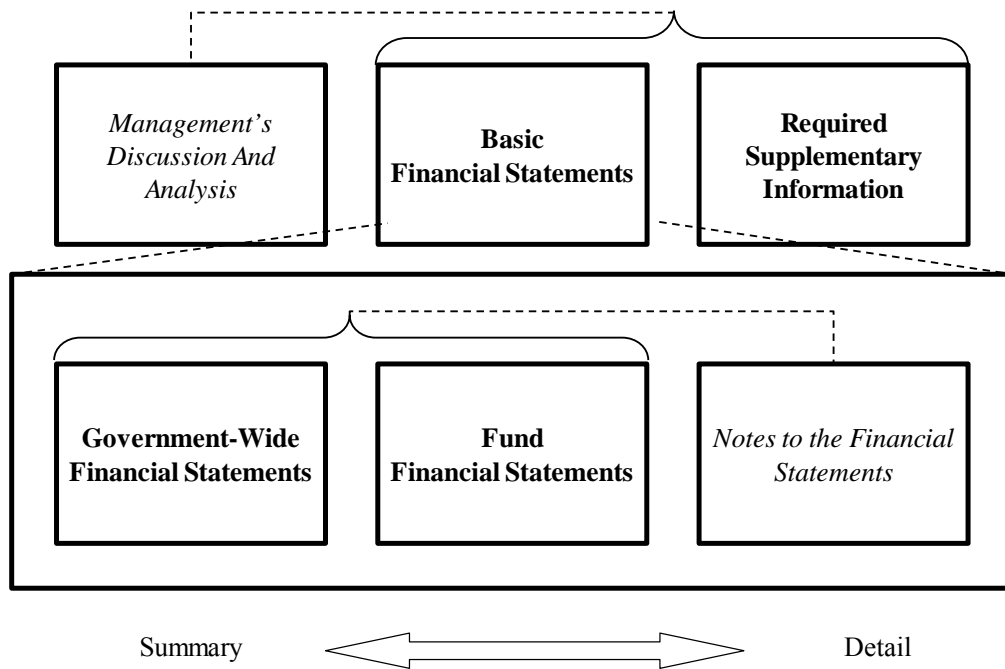 Management’s
Discussion And
Analysis
Basic
Financial Statements
Required
Supplementary
Information
Government-Wide
Financial Statements
Fund
Financial Statements
Notes to the Financial
Statements
Summary
Detail